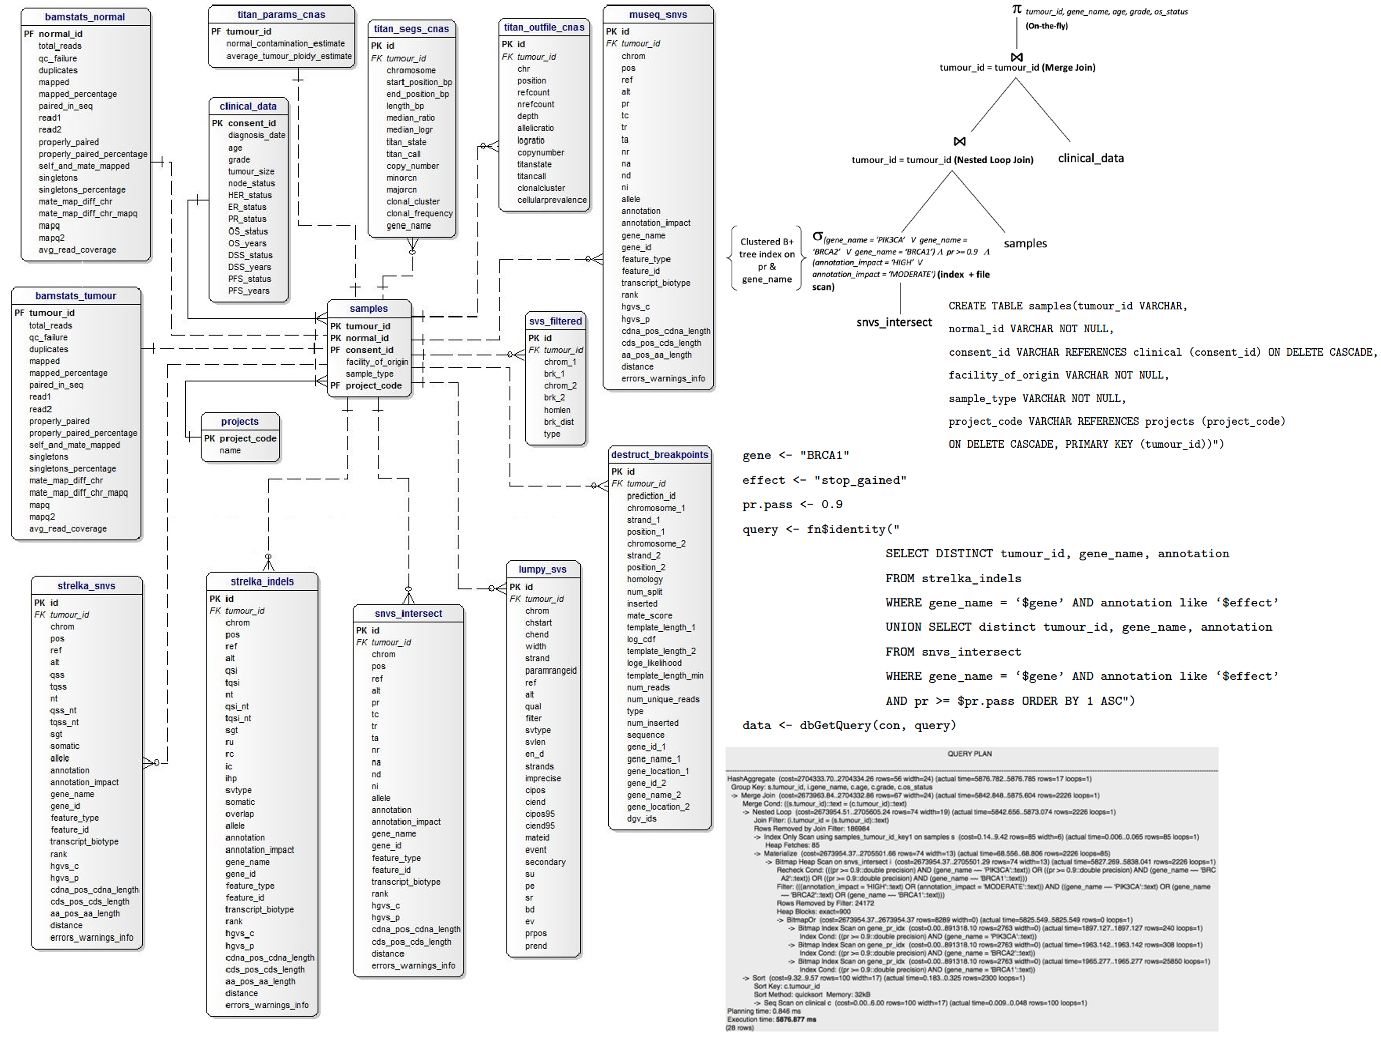 bamstats_normal
PF normal_id
total_reads
qc_failure
duplicates
mapped
mapped_percentage
paired_in_seq
read1
read2
properly_paired
properly_paired_percentage
self_and_mate_mapped
singletons
singletons_percentage
mate_map_diff_chr
mate_map_diff_chr_mapq
mapq
mapq2
avg_read_coverage
titan_params_cnas
PF tumour_id
normal_contamination_estimate
average_tumour_ploidy_estimate
clinical_data
PK consent_id
diagnosis_date
age
grade
tumour_size
node_status
HER_status
ER_status
PR_status
OS_status
OS_years
DSS_status
DSS_years
PFS_status
PFS_years
titan_segs_cnas
PK id
FK tumour_id
chromosome
start_position_bp
end_position_bp
length_bp
median_ratio
median_logr
titan_state
titan_call
copy_number
minorcn
majorcn
clonal_cluster
clonal_frequency
gene_name
titan_outfile_cnas
PK id
FK tumour_id
chr
position
refcount
nrefcount
depth
allelicratio
logratio
copynumber
titanstate
titancall
clonalcluster
cellularprevalence
museq_snvs
PK id
FK tumour_id
chrom
pos
ref
alt
pr
tc
tr
ta
nr
na
nd
ni
allele
annotation
annotation_impact
gene_name
gene_id
feature_type
feature_id
transcript_biotype
rank
hgvs_c
hgvs_p
cdna_pos_cdna_length
cds_pos_cds_length
aa_pos_aa_length
distance
errors_warnings_info
bamstats_tumour
PF tumour_id
total_reads
qc_failure
duplicates
mapped
mapped_percentage
paired_in_seq
read1
read2
properly_paired
properly_paired_percentage
self_and_mate_mapped
singletons
singletons_percentage
mate_map_diff_chr
mate_map_diff_chr_mapq
mapq
mapq2
avg_read_coverage
samples
PK tumour_id
PK normal_id
PF consent_id
facility_of_origin
sample_type
PF project_code
projects
PK project_code
name
svs_filtered
PK id
FK tumour_id
chrom_1
brk_1
chrom_2
brk_2
homlen
brk_dist
type
destruct_breakpoints
PK id
FK tumour_id
prediction_id
chromosome_1
strand_1
position_1
chromosome_2
strand_2
position_2
homology
num_split
inserted
mate_score
template_length_1
log_cdf
template_length_2
loge_likelihood
template_length_min
num_reads
num_unique_reads
type
num_inserted
sequence
gene_id_1
gene_name_1
gene_location_1
gene_id_2
gene_name_2
gene_location_2
dgv_ids
strelka_snvs
PK id
FK tumour_id
chrom
pos
ref
alt
qss
tqss
nt
qss_nt
tqss_nt
sgt
somatic
allele
annotation
annotation_impact
gene_name
gene_id
feature_type
feature_id
transcript_biotype
rank
hgvs_c
hgvs_p
cdna_pos_cdna_length
cds_pos_cds_length
aa_pos_aa_length
distance
errors_warnings_info
strelka_indels
PK id
FK tumour_id
chrom
pos
ref
alt
qsi
tqsi
nt
qsi_nt
tqsi_nt
sgt
ru
rc
ic
ihp
svtype
somatic
overlap
allele
annotation
annotation_impact
gene_name
gene_id
feature_type
feature_id
transcript_biotype
rank
hgvs_c
hgvs_p
cdna_pos_cdna_length
cds_pos_cds_length
aa_pos_aa_length
distance
errors_warnings_info
snvs_intersect
PK id
FK tumour_id
chrom
pos
ref
alt
pr
tc
tr
ta
nr
na
nd
ni
allele
annotation
annotation_impact
gene_name
gene_id
feature_type
feature_id
transcript_biotype
rank
hgvs_c
hgvs_p
cdna_pos_cdna_length
cds_pos_cds_length
distance
errors_warnings_info
lumpy_svs
PK id
FK tumour_id
chrom
chstart
chend
width
strand
paramrangeid
ref
alt
qual
filter
svtype
svlen
en_d
strands
imprecise
cipos
ciend
cipos95
ciend95
mateid
event
secondary
su
pe
sr
bd
ev
prpos
prend
π tumour_id, gene_name, age, grade, os_status
(On-the-fly)
⋈
tumour_id = tumour_id (Merge Join)
⋈
tumour_id = tumour_id (Nested Loop Join)
clinical_data
samples
Clustered B+
tree index on
pr &
gene_name
σ(gene_name = 'PIK3CA' V gene_name =
'BRCA2' V gene_name = 'BRCA1') Λ pr >= 0.9 Λ
(annotation_impact = 'HIGH' V
annotation_impact = 'MODERATE') (index + file
scan)
snvs_intersect
CREATE TABLE samples(tumour_id VARCHAR,
normal_id VARCHAR NOT NULL,
consent_id VARCHAR REFERENCES clinical (consent_id) ON DELETE CASCADE,
facility_of_origin VARCHAR NOT NULL,
sample_type VARCHAR NOT NULL,
project_code VARCHAR REFERENCES projects (project_code)
ON DELETE CASCADE, PRIMARY KEY (tumour_id))")
gene <- "BRCA1"
effect <- "stop_gained"
pr.pass <- 0.9
query <- fn$identity("
SELECT DISTINCT tumour_id, gene_name, annotation
FROM strelka_indels
WHERE gene_name = ‘$gene’ AND annotation like ‘$effect’
UNION SELECT distinct tumour_id, gene_name, annotation
FROM snvs_intersect
WHERE gene_name = ‘$gene’ AND annotation like ‘$effect’
AND pr >= $pr.pass ORDER BY 1 ASC")
data <- dbGetQuery(con, query)
QUERY PLAN
HashAggregate (cost=2704333.70..2704334.26 rows=56 width=24) (actual time=5876.782..5876.785 rows=17 loops=1)
Group Key: s.tumour_id, i.gene_name, c.age, c.grade, c.os_status
-> Merge Join (cost=2673963.84..2704332.86 rows=67 width=24) (actual time=5842.848..5875.604 rows=2226 loops=1)
Merge Cond: ((s.tumour_id)::text = (c.tumour_id)::text)
-> Nested Loop (cost=2673954.51..2705605.24 rows=74 width=19) (actual time=5842.656..5873.074 rows=2226 loops=1)
Join Filter: (i.tumour_id = (s.tumour_id)::text)
Rows Removed by Join Filter: 186984
-> Index Only Scan using samples_tumour_id_key1 on samples s (cost=0.14..9.42 rows=85 width=6) (actual time=0.006..0.065 rows=85 loops=1)
Heap Fetches: 85
-> Materialize (cost=2673954.37..2705501.66 rows=74 width=13) (actual time=68.556..68.806 rows=2226 loops=85)
-> Bitmap Heap Scan on snvs_intersect i (cost=2673954.37..2705501.29 rows=74 width=13) (actual time=5827.269..5838.041 rows=2226 loops=1)
Recheck Cond: (((pr >= 0.9::double precision) AND (gene_name = 'PIK3CA'::text)) OR ((pr >= 0.9::double precision) AND (gene_name = 'BRC
A2'::text)) OR ((pr >= 0.9::double precision) AND (gene_name = 'BRCA1'::text)))
Filter: (((annotation_impact = 'HIGH'::text) OR (annotation_impact = 'MODERATE'::text)) AND ((gene_name = 'PIK3CA'::text) OR (gene_name
= 'BRCA2'::text) OR (gene_name = 'BRCA1'::text)))
Rows Removed by Filter: 24172
Heap Blocks: exact=900
-> BitmapOr (cost=2673954.37..2673954.37 rows=8289 width=0) (actual time=5825.549..5825.549 rows=0 loops=1)
-> Bitmap Index Scan on gene_pr_idx (cost=0.00..891318.10 rows=2763 width=0) (actual time=1897.127..1897.127 rows=240 loops=1)
Index Cond: ((pr >= 0.9::double precision) AND (gene_name = 'PIK3CA'::text))
-> Bitmap Index Scan on gene_pr_idx (cost=0.00..891318.10 rows=2763 width=0) (actual time=1963.142..1963.142 rows=308 loops=1)
Index Cond: ((pr >= 0.9::double precision) AND (gene_name = 'BRCA2'::text))
-> Bitmap Index Scan on gene_pr_idx (cost=0.00..891318.10 rows=2763 width=0) (actual time=1965.277..1965.277 rows=25850 loops=1)
Index Cond: ((pr >= 0.9::double precision) AND (gene_name = 'BRCA1'::text))
-> Sort (cost=9.32..9.57 rows=100 width=17) (actual time=0.183..0.325 rows=2300 loops=1)
Sort Key: c.tumour_id
Sort Method: quicksort Memory: 32kB
-> Seq Scan on clinical c (cost=0.00..6.00 rows=100 width=17) (actual time=0.009..0.048 rows=100 loops=1)
Planning time: 0.846 ms
Execution time: 5876.877 ms
(28 rows)